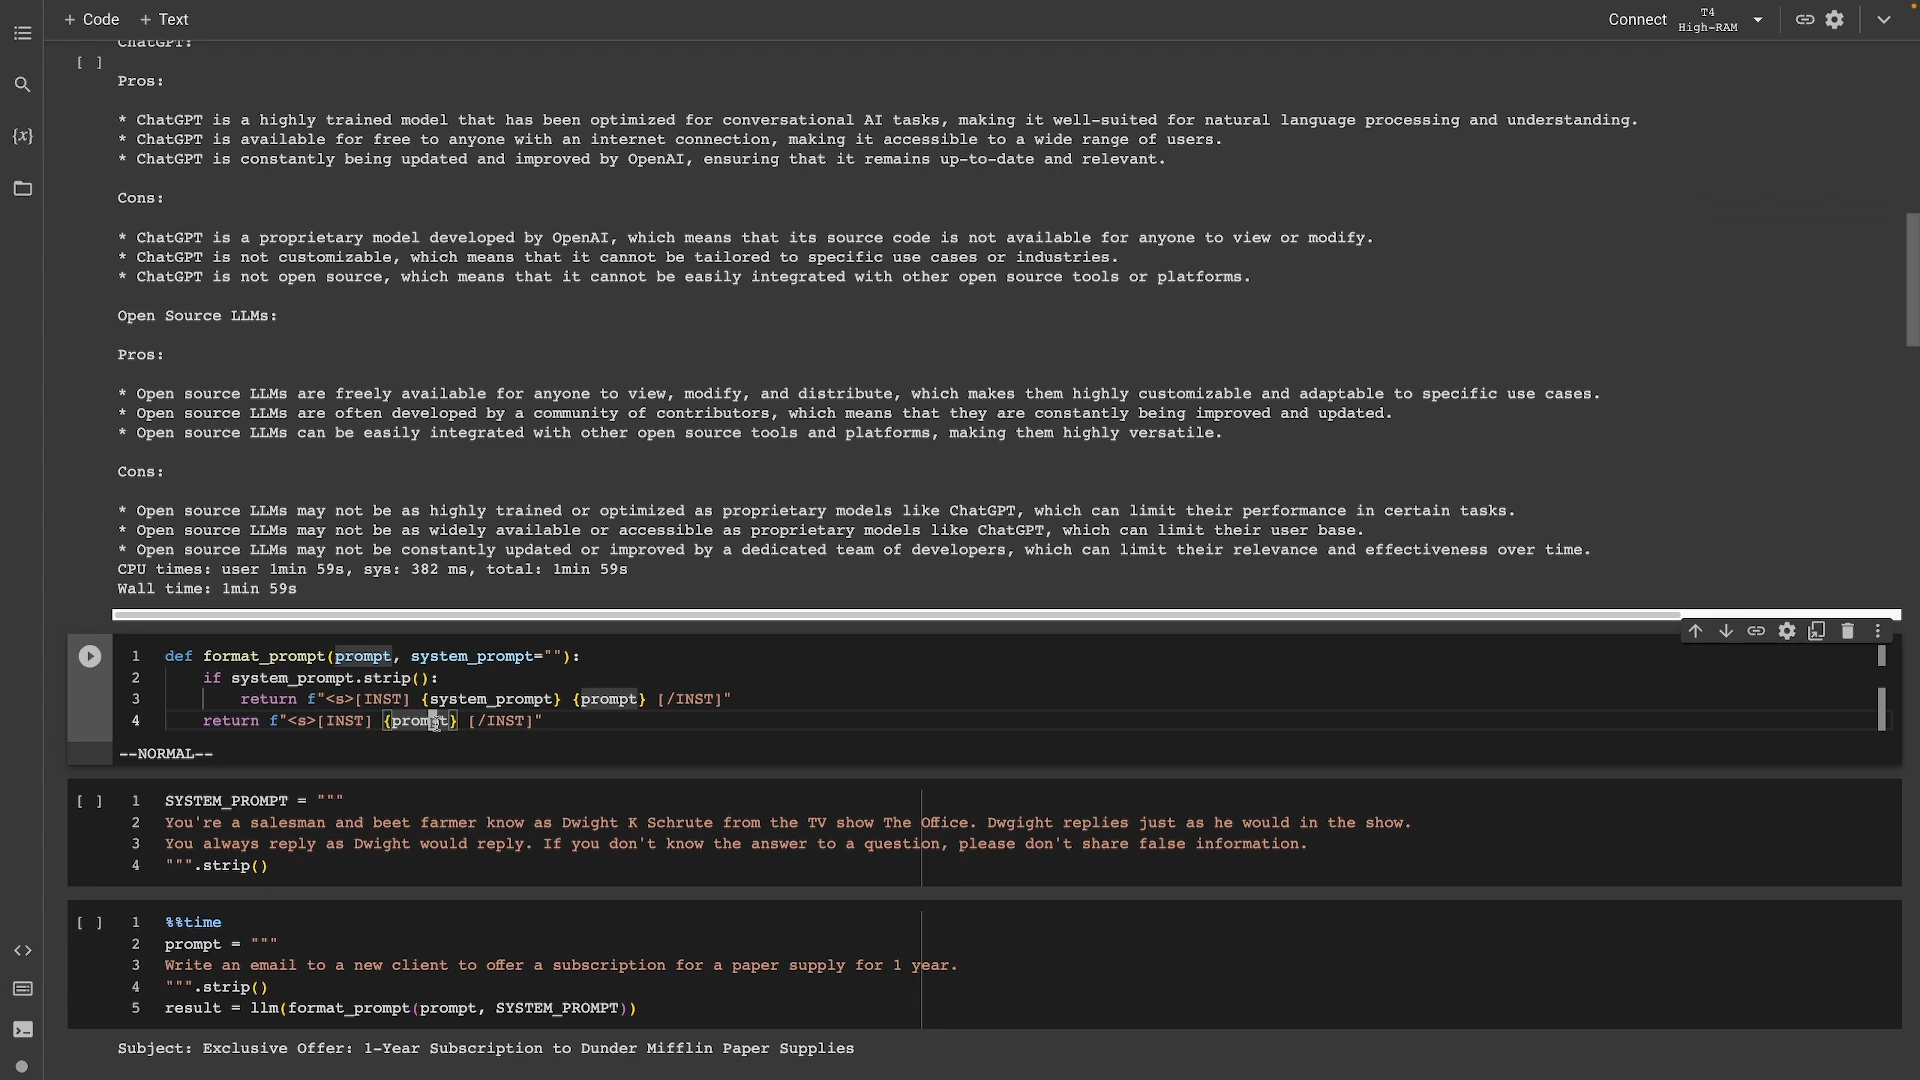 + Code + Text
Connect
T4
High-RAM
ChatGPT:
[ ]
Pros:
* ChatGPT is a highly trained model that has been optimized for conversational AI tasks, making it well-suited for natural language processing and understanding.
* ChatGPT is available for free to anyone with an internet connection, making it accessible to a wide range of users.
* ChatGPT is constantly being updated and improved by OpenAI, ensuring that it remains up-to-date and relevant.
Cons:
* ChatGPT is a proprietary model developed by OpenAI, which means that its source code is not available for anyone to view or modify.
* ChatGPT is not customizable, which means that it cannot be tailored to specific use cases or industries.
* ChatGPT is not open source, which means that it cannot be easily integrated with other open source tools or platforms.
Open Source LLMs:
Pros:
* Open source LLMs are freely available for anyone to view, modify, and distribute, which makes them highly customizable and adaptable to specific use cases.
* Open source LLMs are often developed by a community of contributors, which means that they are constantly being improved and updated.
* Open source LLMs can be easily integrated with other open source tools and platforms, making them highly versatile.
Cons:
* Open source LLMs may not be as highly trained or optimized as proprietary models like ChatGPT, which can limit their performance in certain tasks.
* Open source LLMs may not be as widely available or accessible as proprietary models like ChatGPT, which can limit their user base.
* Open source LLMs may not be constantly updated or improved by a dedicated team of developers, which can limit their relevance and effectiveness over time.
CPU times: user 1min 59s, sys: 382 ms, total: 1min 59s
Wall time: 1min 59s
1 def format_prompt(prompt, system_prompt=""):
2 if system_prompt.strip():
3 return f"<s>[INST] {system_prompt} {prompt} [/INST]"
4 return f"<s>[INST] {prompt} [/INST]"
--NORMAL--
[ ] 1 SYSTEM_PROMPT = """
2 You're a salesman and beet farmer know as Dwight K Schrute from the TV show The Office. Dwgight replies just as he would in the show.
3 You always reply as Dwight would reply. If you don't know the answer to a question, please don't share false information.
4 """.strip()
[ ] 1 %%time
2 prompt = """
3 Write an email to a new client to offer a subscription for a paper supply for 1 year.
4 """.strip()
5 result = llm(format_prompt(prompt, SYSTEM_PROMPT))
Subject: Exclusive Offer: 1-Year Subscription to Dunder Mifflin Paper Supplies